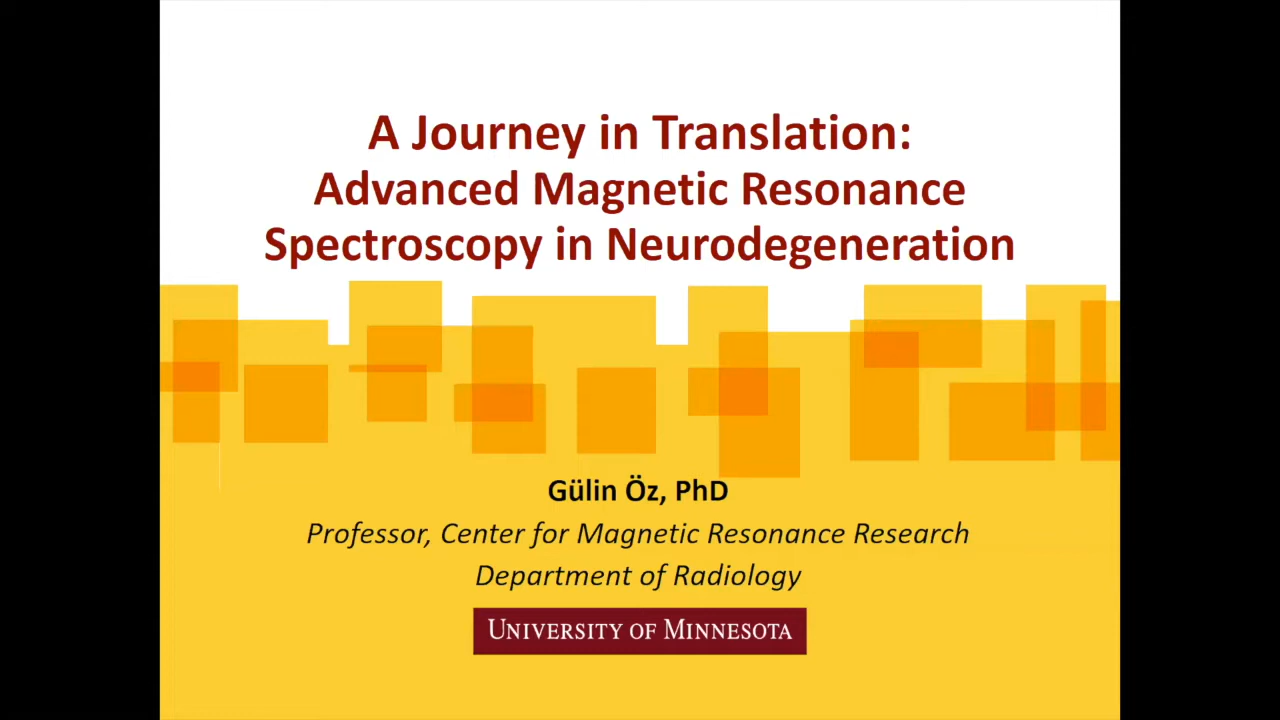 A Journey in Translation:
Advanced Magnetic Resonance
Spectroscopy in Neurodegeneration
Gülin Öz, PhD
Professor, Center for Magnetic Resonance Research
Department of Radiology
UNIVERSITY OF MINNESOTA